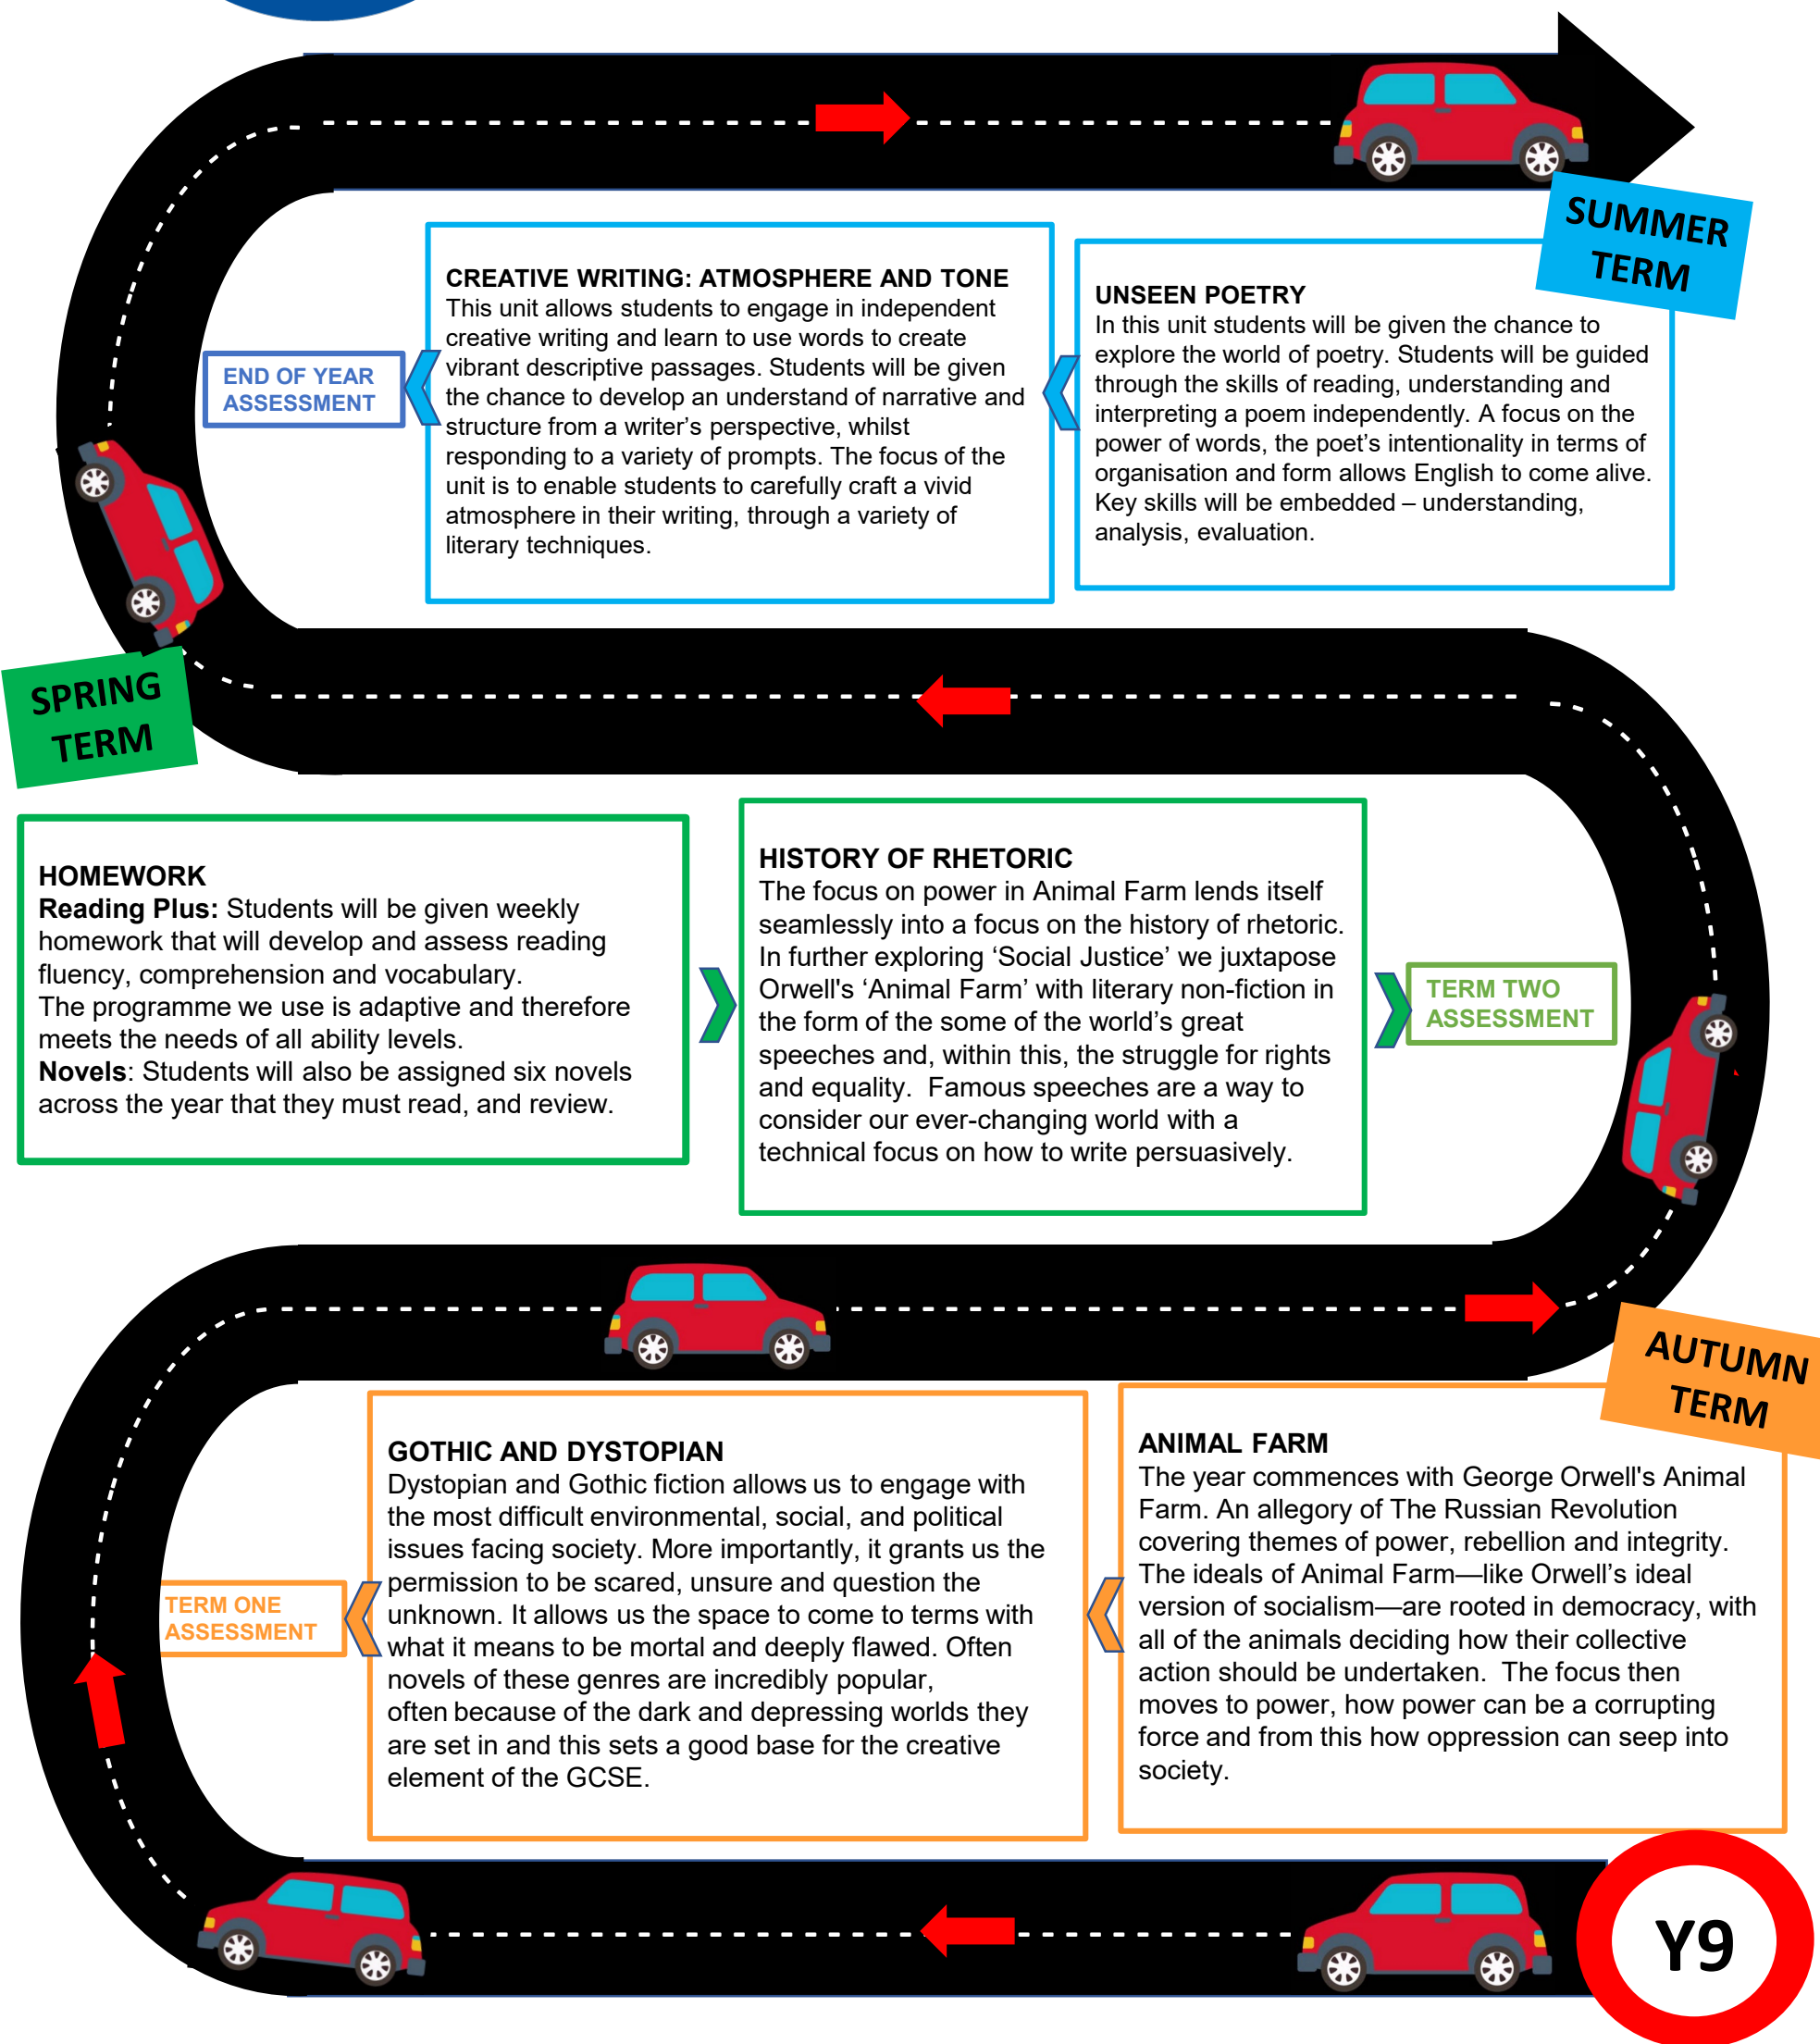 SUMMER
TERM
CREATIVE WRITING: ATMOSPHERE AND TONE
This unit allows students to engage in independent
creative writing and learn to use words to create
vibrant descriptive passages. Students will be given
the chance to develop an understand of narrative and
structure from a writer’s perspective, whilst
responding to a variety of prompts. The focus of the
unit is to enable students to carefully craft a vivid
atmosphere in their writing, through a variety of
literary techniques.
UNSEEN POETRY
In this unit students will be given the chance to
explore the world of poetry. Students will be guided
through the skills of reading, understanding and
interpreting a poem independently. A focus on the
power of words, the poet’s intentionality in terms of
organisation and form allows English to come alive.
Key skills will be embedded – understanding,
analysis, evaluation.
END OF YEAR
ASSESSMENT
SPRING
TERM
HOMEWORK
Reading Plus: Students will be given weekly
homework that will develop and assess reading
fluency, comprehension and vocabulary.
The programme we use is adaptive and therefore
meets the needs of all ability levels.
Novels: Students will also be assigned six novels
across the year that they must read, and review.
HISTORY OF RHETORIC
The focus on power in Animal Farm lends itself
seamlessly into a focus on the history of rhetoric.
In further exploring ‘Social Justice’ we juxtapose
Orwell's ‘Animal Farm’ with literary non-fiction in
the form of the some of the world’s great
speeches and, within this, the struggle for rights
and equality.  Famous speeches are a way to
consider our ever-changing world with a
technical focus on how to write persuasively.
TERM TWO
ASSESSMENT
AUTUMN
TERM
GOTHIC AND DYSTOPIAN
Dystopian and Gothic fiction allows us to engage with
the most difficult environmental, social, and political
issues facing society. More importantly, it grants us the
permission to be scared, unsure and question the
unknown. It allows us the space to come to terms with
what it means to be mortal and deeply flawed. Often
novels of these genres are incredibly popular,
often because of the dark and depressing worlds they
are set in and this sets a good base for the creative
element of the GCSE.
ANIMAL FARM
The year commences with George Orwell's Animal
Farm. An allegory of The Russian Revolution
covering themes of power, rebellion and integrity.
The ideals of Animal Farm—like Orwell’s ideal
version of socialism—are rooted in democracy, with
all of the animals deciding how their collective
action should be undertaken.  The focus then
moves to power, how power can be a corrupting
force and from this how oppression can seep into
society.
TERM ONE
ASSESSMENT
Y9